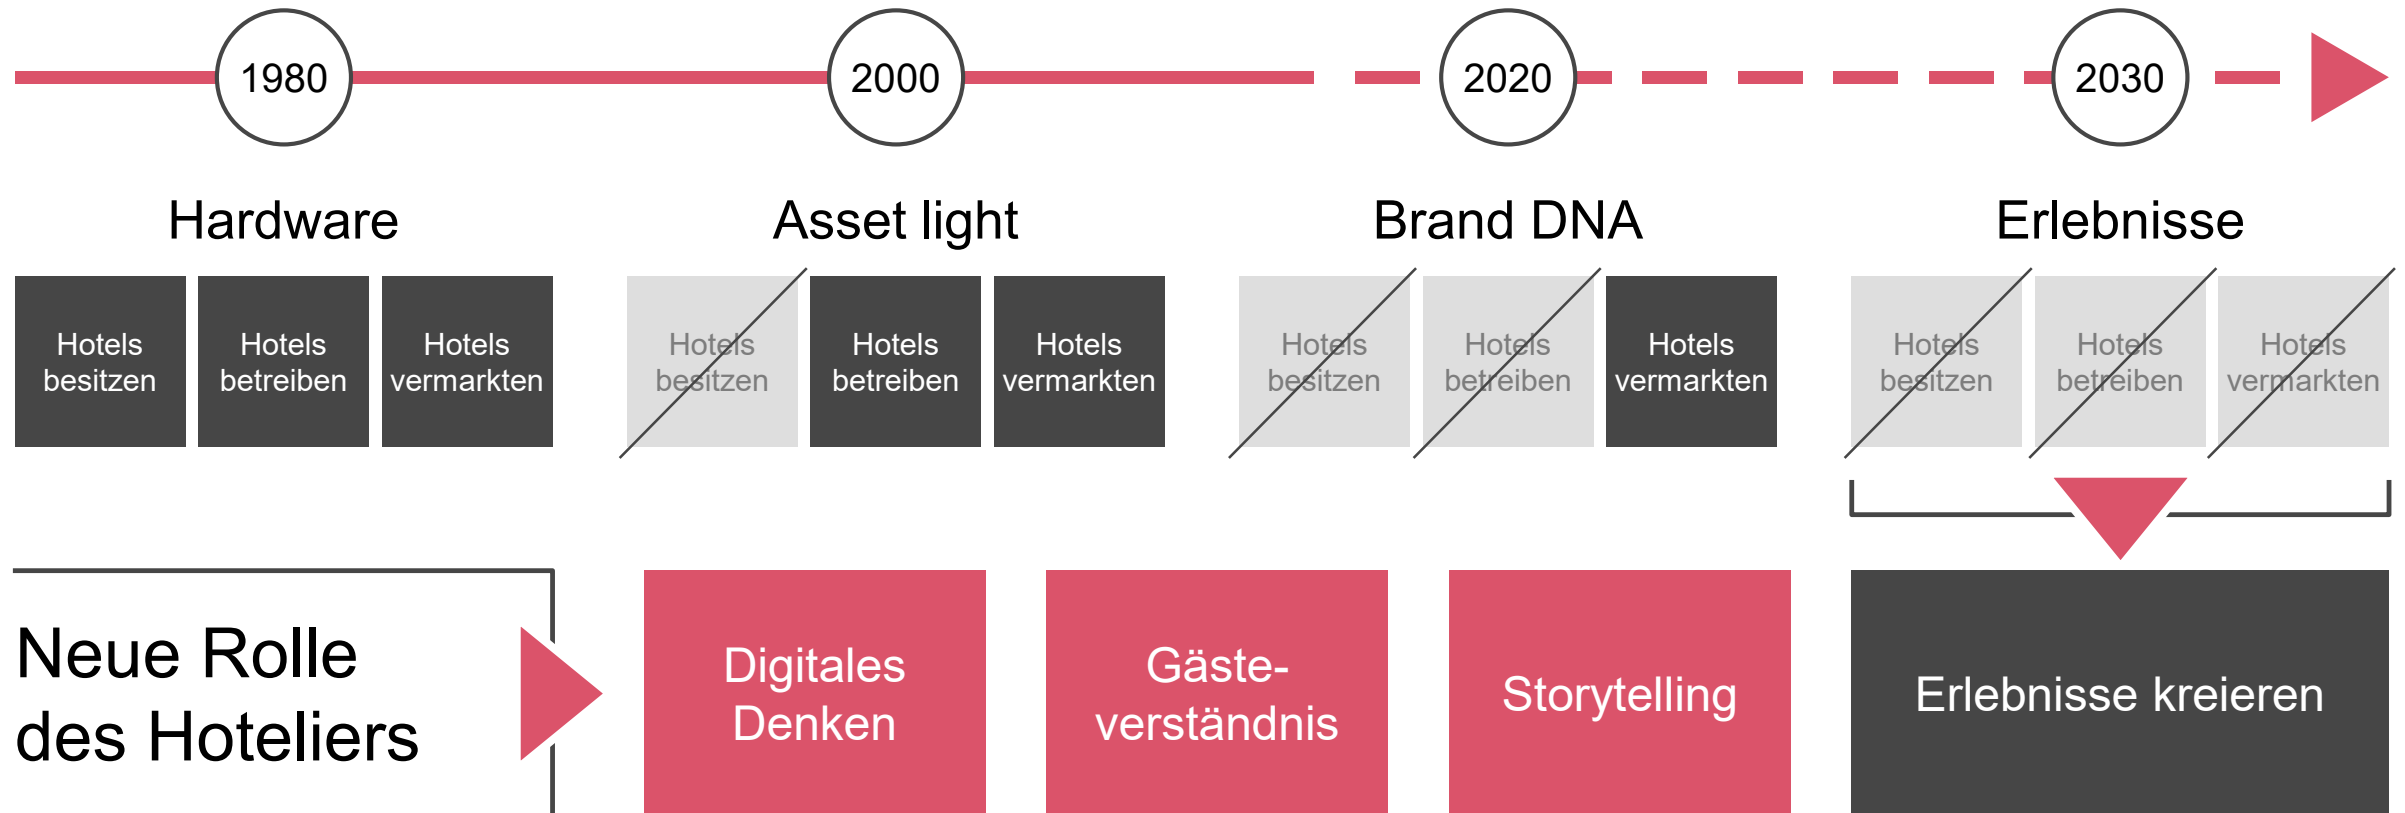 1980
2000
2020
2030
Hardware
Asset light
Brand DNA
Erlebnisse
Hotels
besitzen
Hotels
betreiben
Hotels
vermarkten
Hotels
besitzen
Hotels
betreiben
Hotels
vermarkten
Hotels
besitzen
Hotels
betreiben
Hotels
vermarkten
Hotels
besitzen
Hotels
betreiben
Hotels
vermarkten
Neue Rolle
des Hoteliers
Digitales
Denken
Gäste-
verständnis
Storytelling
Erlebnisse kreieren